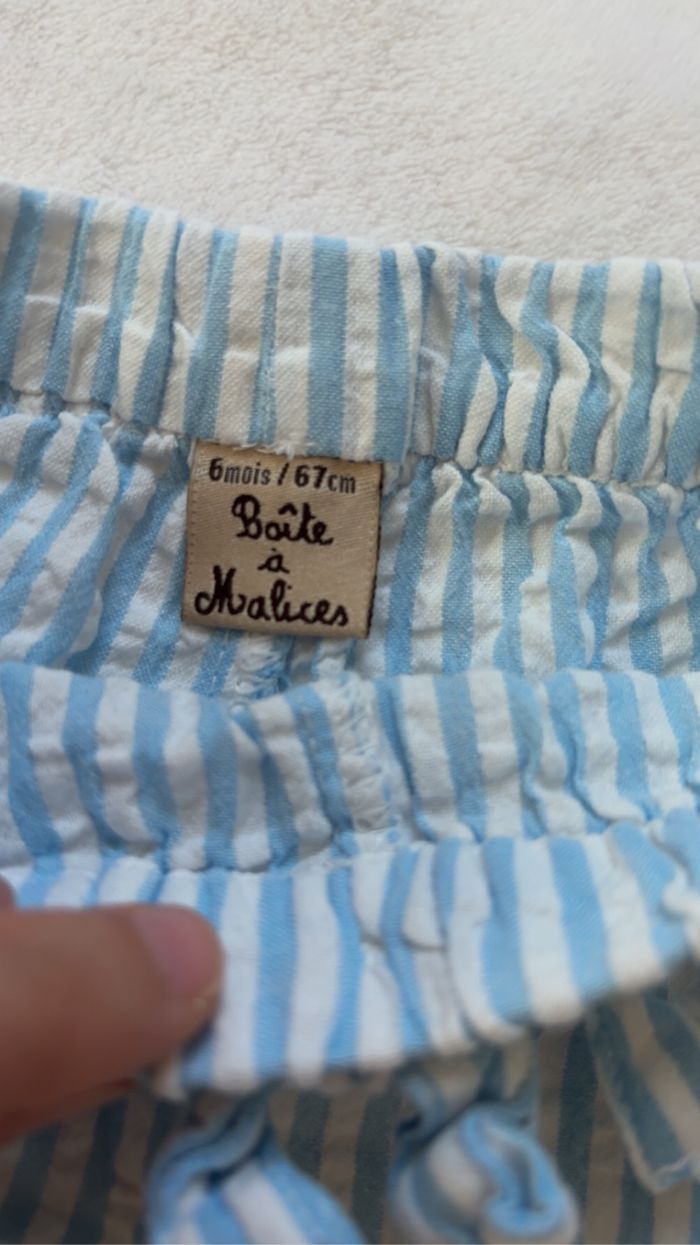 6mois / 67cm
Boîte
à
Malices